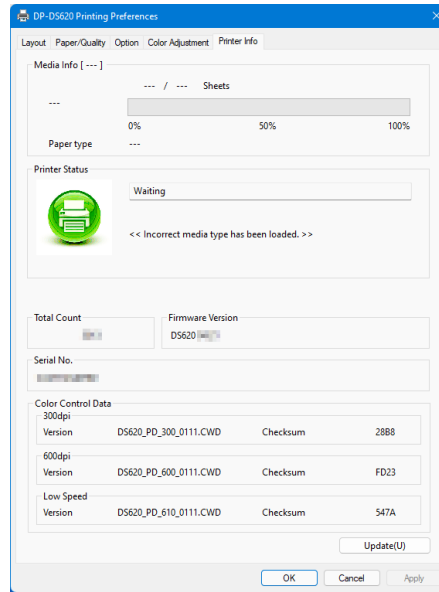 DP-DS620 Printing Preferences
Layout Paper/Quality Option Color Adjustment Printer Info
Media Info [ --- ]
--- / --- Sheets
---
0% 50% 100%
Paper type ---
Printer Status
Waiting
<< Incorrect media type has been loaded. >>
Total Count Firmware Version
DS620
Serial No.
Color Control Data
300dpi
Version DS620_PD_300_0111.CWD Checksum 28B8
600dpi
Version DS620_PD_600_0111.CWD Checksum FD23
Low Speed
Version DS620_PD_610_0111.CWD Checksum 547A
Update(U)
OK Cancel Apply